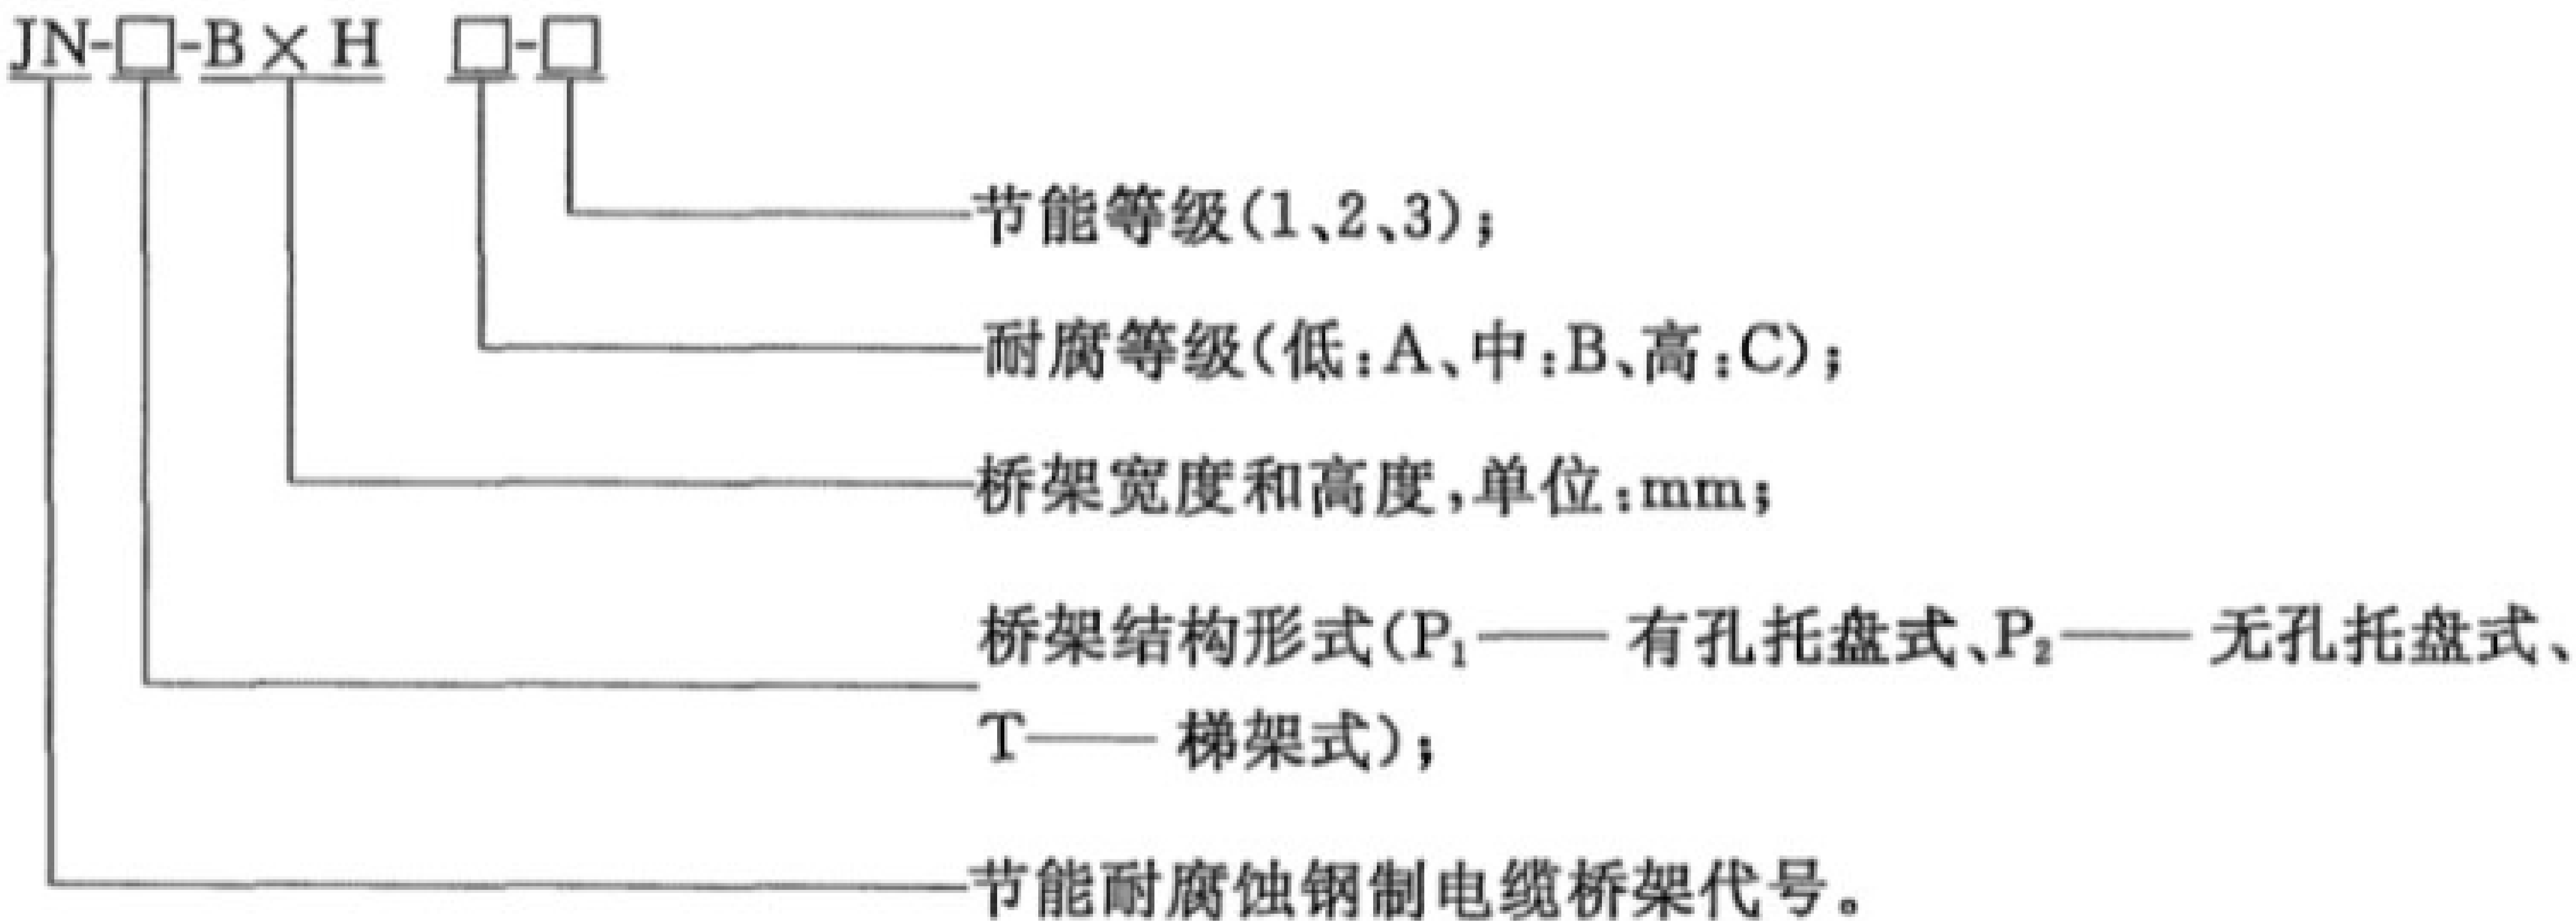 JN-□-B×H □-□
节能等级(1、2、3);
耐腐等级(低:A、中:B、高:C);
桥架宽度和高度,单位:mm;
桥架结构形式(P₁—— 有孔托盘式、P₂—— 无孔托盘式、
T—— 梯架式);
节能耐腐蚀钢制电缆桥架代号。